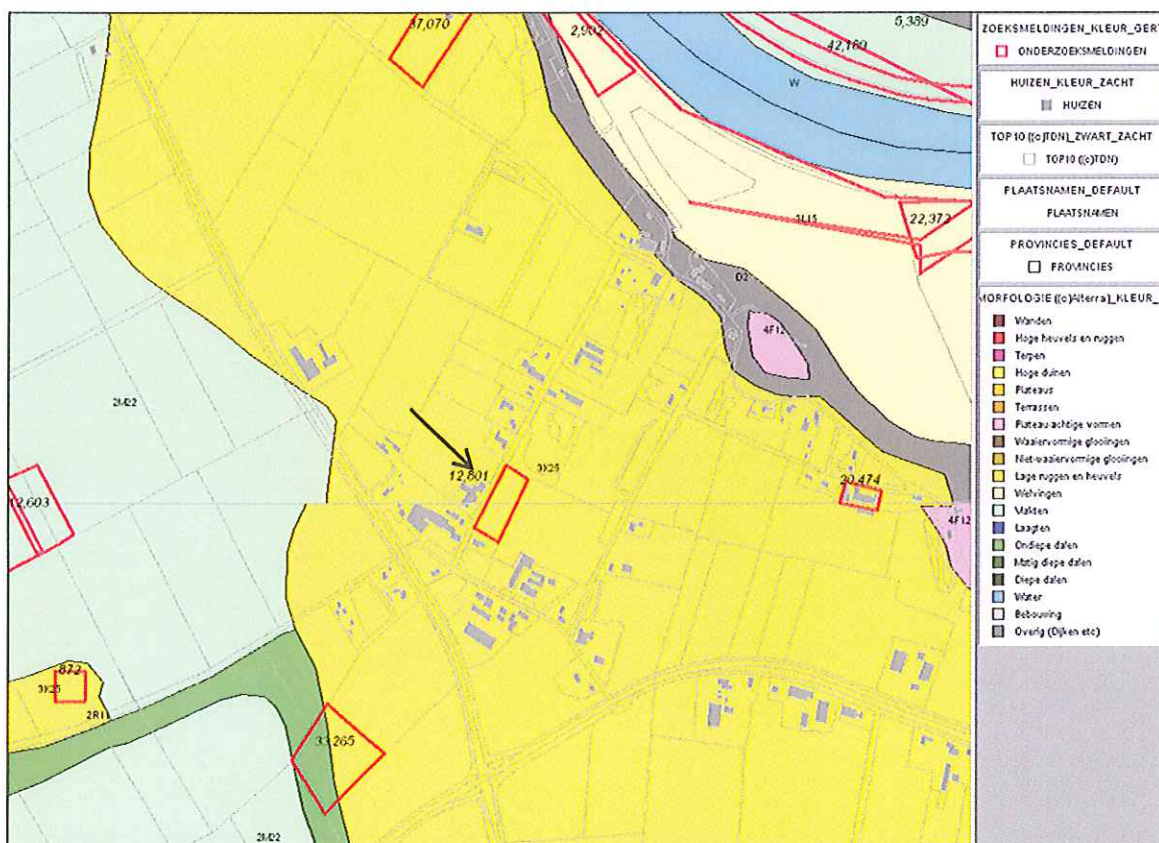 37,070
2,902
42,160
5,389
W
3L15
22,372
D2
4F12
2M22
12,801
3K25
20,474
12,603
4F12
872
3K25
2R11
33,265
2M22
ZOEKSMELDINGEN_KLEUR_GER
ONDERZOEKSMELDINGEN
HUIZEN_KLEUR_ZACHT
HUIZEN
TOP10 ((c)TDN)_ZWART_ZACHT
TOP10 ((c)TDN)
PLAATSNAMEN_DEFAULT
PLAATSNAMEN
PROVINCIES_DEFAULT
PROVINCIES
MORFOLOGIE ((c)Alterra)_KLEUR_
Wanden
Hoge heuvels en ruggen
Terpen
Hoge duinen
Plateaus
Terrassen
Plateau-achtige vormen
Waaiervormige glooiingen
Niet-waaiervormige glooiingen
Lage ruggen en heuvels
Welvingen
Vlakten
Laagten
Ondiepe dalen
Matig diepe dalen
Diepe dalen
Water
Bebouwing
Overig (Dijken etc)